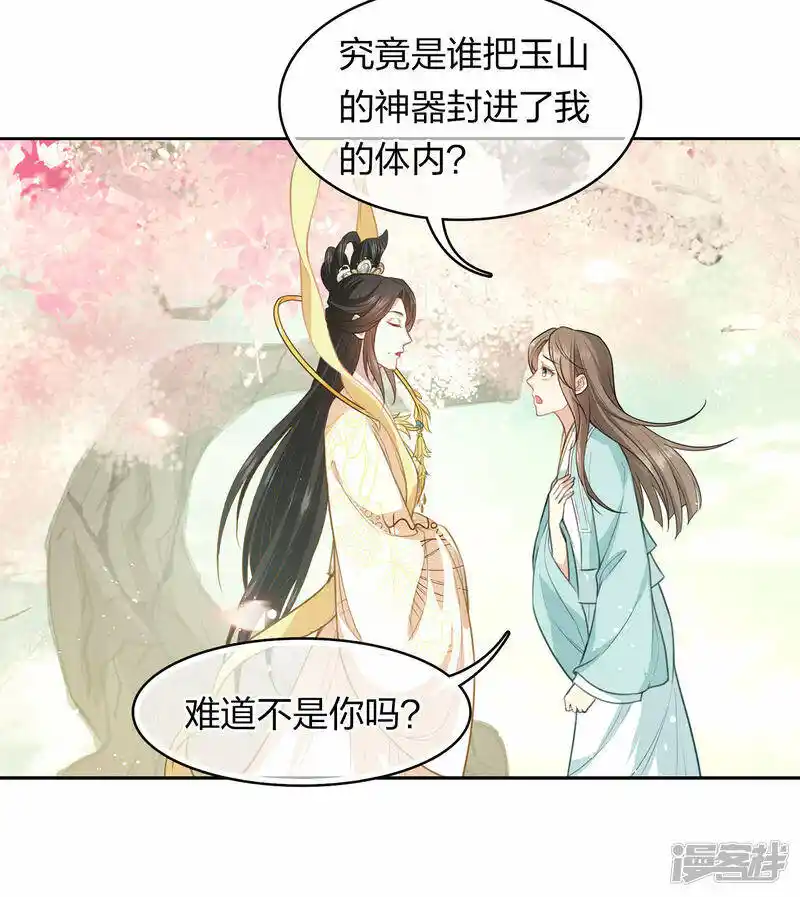 究竟是谁把玉山
的神器封进了我
的体内？
难道不是你吗？
漫客栈